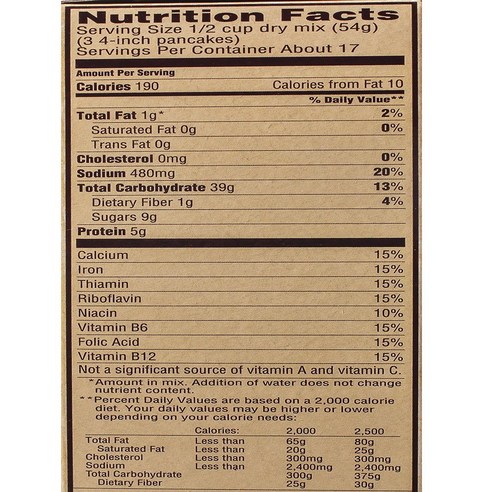 Nutrition Facts
Serving Size 1/2 cup dry mix (54g)
(3 4-inch pancakes)
Servings Per Container About 17
Amount Per Serving
Calories 190 Calories from Fat 10
% Daily Value**
Total Fat 1g* 2%
Saturated Fat 0g 0%
Trans Fat 0g
Cholesterol 0mg 0%
Sodium 480mg 20%
Total Carbohydrate 39g 13%
Dietary Fiber 1g 4%
Sugars 9g
Protein 5g
Calcium 15%
Iron 15%
Thiamin 15%
Riboflavin 15%
Niacin 10%
Vitamin B6 15%
Folic Acid 15%
Vitamin B12 15%
Not a significant source of vitamin A and vitamin C.
*Amount in mix. Addition of water does not change
nutrient content.
**Percent Daily Values are based on a 2,000 calorie
diet. Your daily values may be higher or lower
depending on your calorie needs:
Calories: 2,000 2,500
Total Fat Less than 65g 80g
Saturated Fat Less than 20g 25g
Cholesterol Less than 300mg 300mg
Sodium Less than 2,400mg 2,400mg
Total Carbohydrate 300g 375g
Dietary Fiber 25g 30g